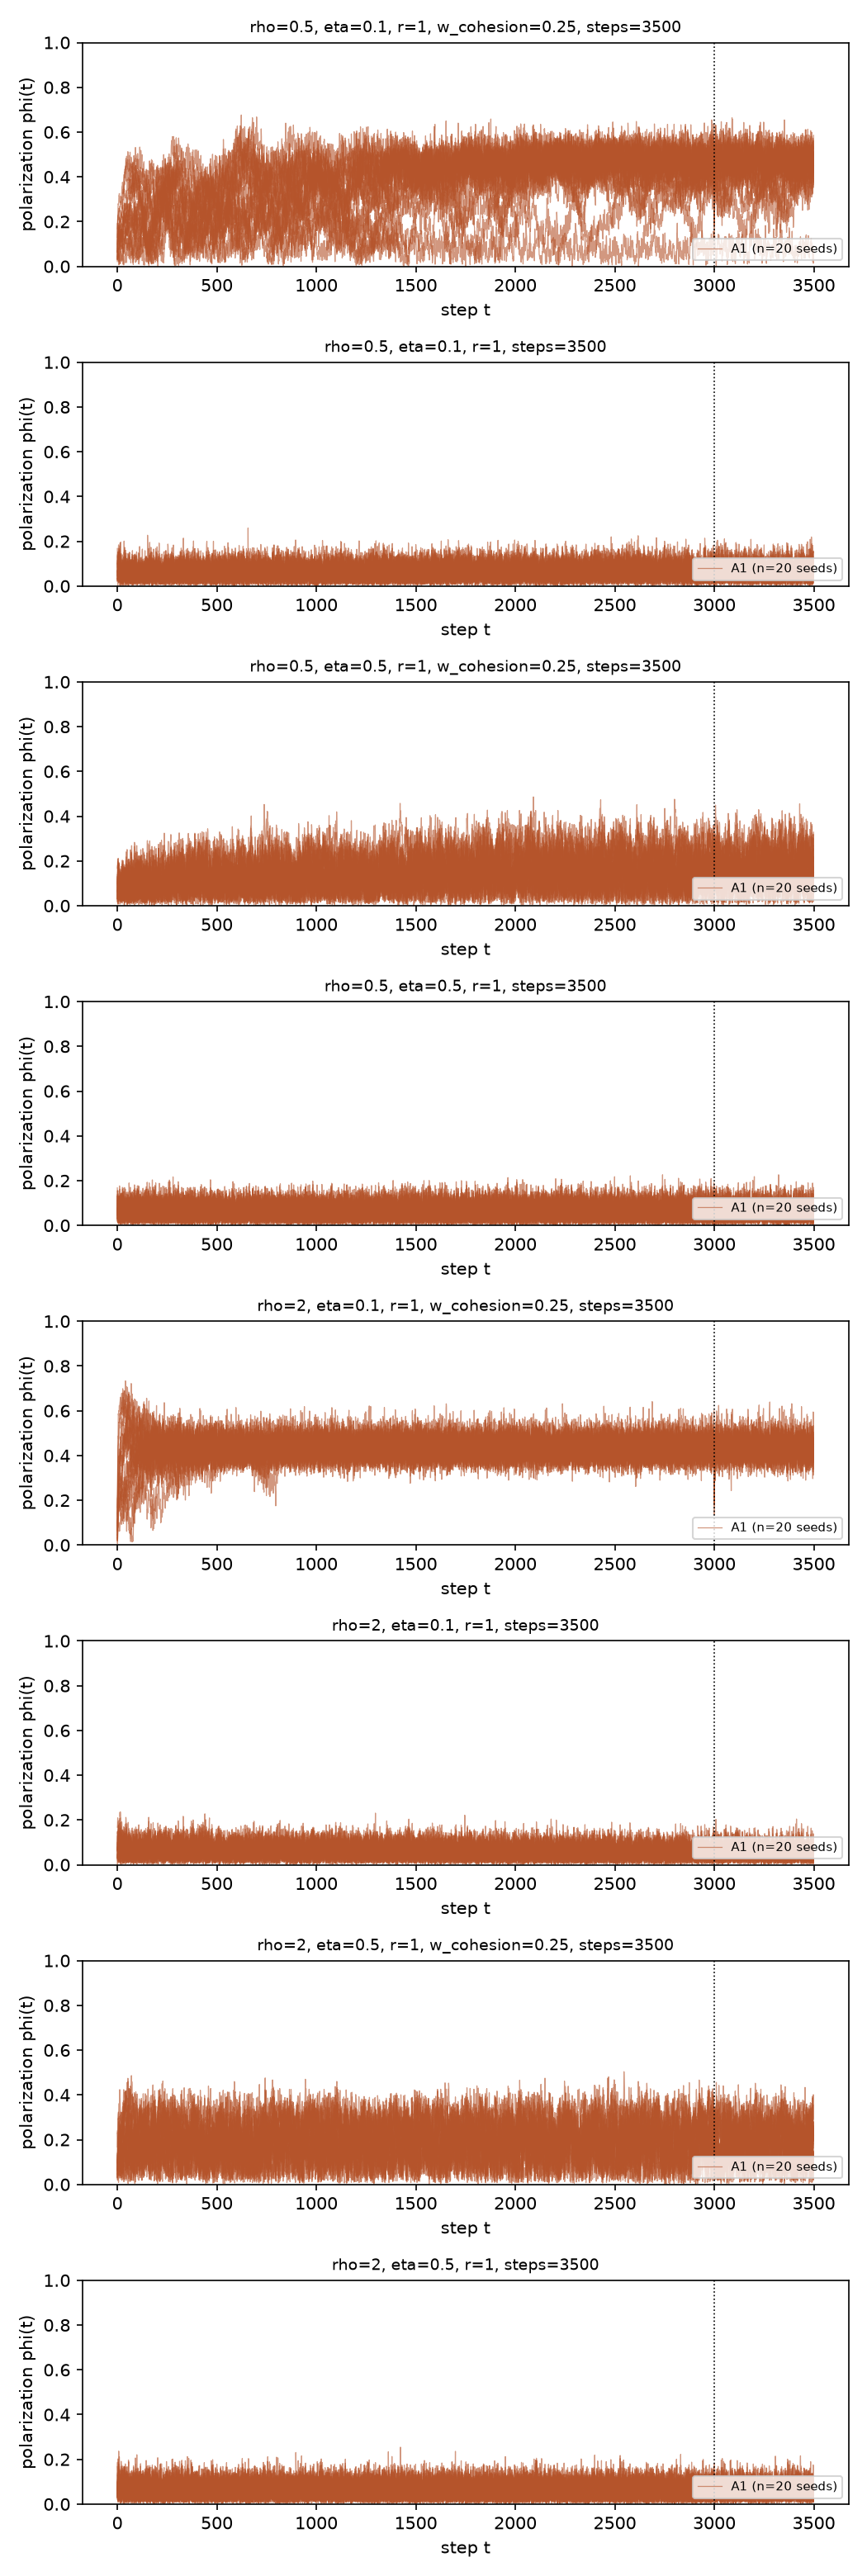 rho=0.5, eta=0.1, r=1, w_cohesion=0.25, steps=3500
polarization phi(t)
1.0
0.8
0.6
0.4
0.2
0.0
A1 (n=20 seeds)
0 500 1000 1500 2000 2500 3000 3500
step t
rho=0.5, eta=0.1, r=1, steps=3500
polarization phi(t)
1.0
0.8
0.6
0.4
0.2
0.0
A1 (n=20 seeds)
0 500 1000 1500 2000 2500 3000 3500
step t
rho=0.5, eta=0.5, r=1, w_cohesion=0.25, steps=3500
polarization phi(t)
1.0
0.8
0.6
0.4
0.2
0.0
A1 (n=20 seeds)
0 500 1000 1500 2000 2500 3000 3500
step t
rho=0.5, eta=0.5, r=1, steps=3500
polarization phi(t)
1.0
0.8
0.6
0.4
0.2
0.0
A1 (n=20 seeds)
0 500 1000 1500 2000 2500 3000 3500
step t
rho=2, eta=0.1, r=1, w_cohesion=0.25, steps=3500
polarization phi(t)
1.0
0.8
0.6
0.4
0.2
0.0
A1 (n=20 seeds)
0 500 1000 1500 2000 2500 3000 3500
step t
rho=2, eta=0.1, r=1, steps=3500
polarization phi(t)
1.0
0.8
0.6
0.4
0.2
0.0
A1 (n=20 seeds)
0 500 1000 1500 2000 2500 3000 3500
step t
rho=2, eta=0.5, r=1, w_cohesion=0.25, steps=3500
polarization phi(t)
1.0
0.8
0.6
0.4
0.2
0.0
A1 (n=20 seeds)
0 500 1000 1500 2000 2500 3000 3500
step t
rho=2, eta=0.5, r=1, steps=3500
polarization phi(t)
1.0
0.8
0.6
0.4
0.2
0.0
A1 (n=20 seeds)
0 500 1000 1500 2000 2500 3000 3500
step t